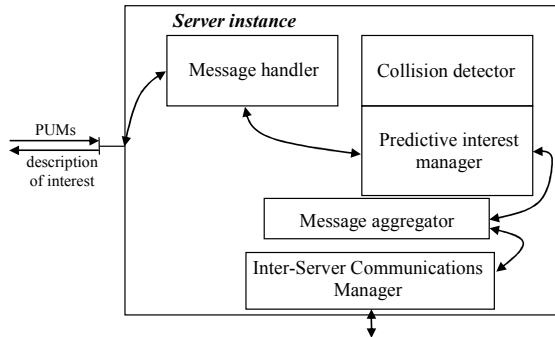 Server instance
Message handler
Collision detector
PUMs
description
of interest
Predictive interest
manager
Message aggregator
Inter-Server Communications
Manager